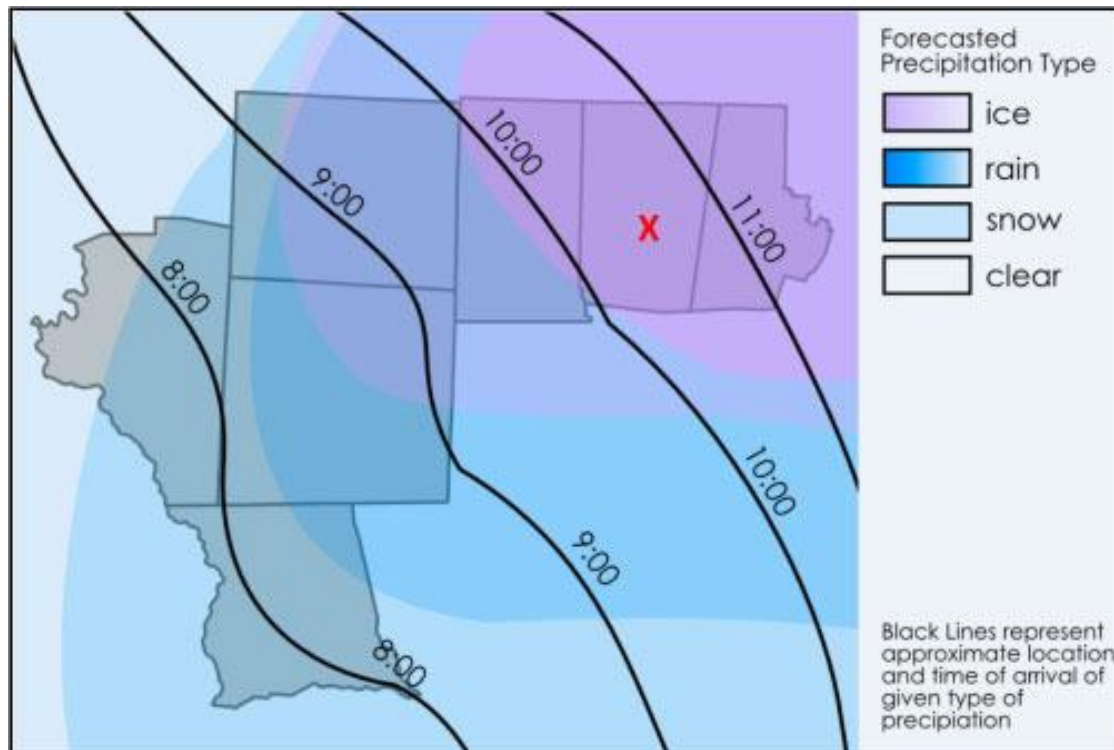 Forecasted
Precipitation Type
ice
rain
snow
clear
10:00
11:00
9:00
X
8:00
10:00
9:00
8:00
Black Lines represent
approximate location
and time of arrival of
given type of
precipiation